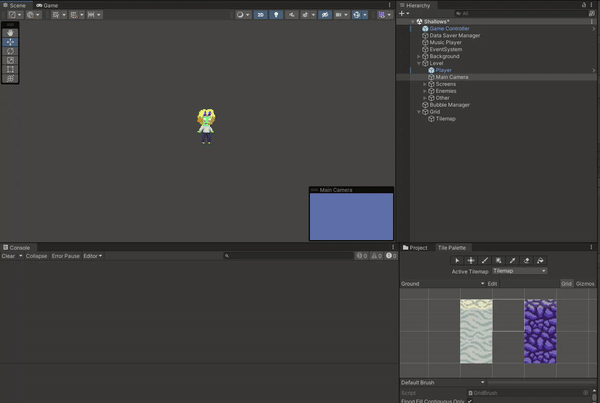 Scene
Game
2D
Main Camera
Console
Clear
Collapse
Error Pause
Editor
0
0
0
Hierarchy
All
Shallows*
Game Controller
Data Saver Manager
Music Player
EventSystem
Background
Level
Player
Main Camera
Screens
Enemies
Other
Bubble Manager
Grid
Tilemap
Project
Tile Palette
Active Tilemap
Tilemap
Ground
Edit
Grid
Gizmos
Default Brush
Script
GridBrush
Flood Fill Contiguous Only